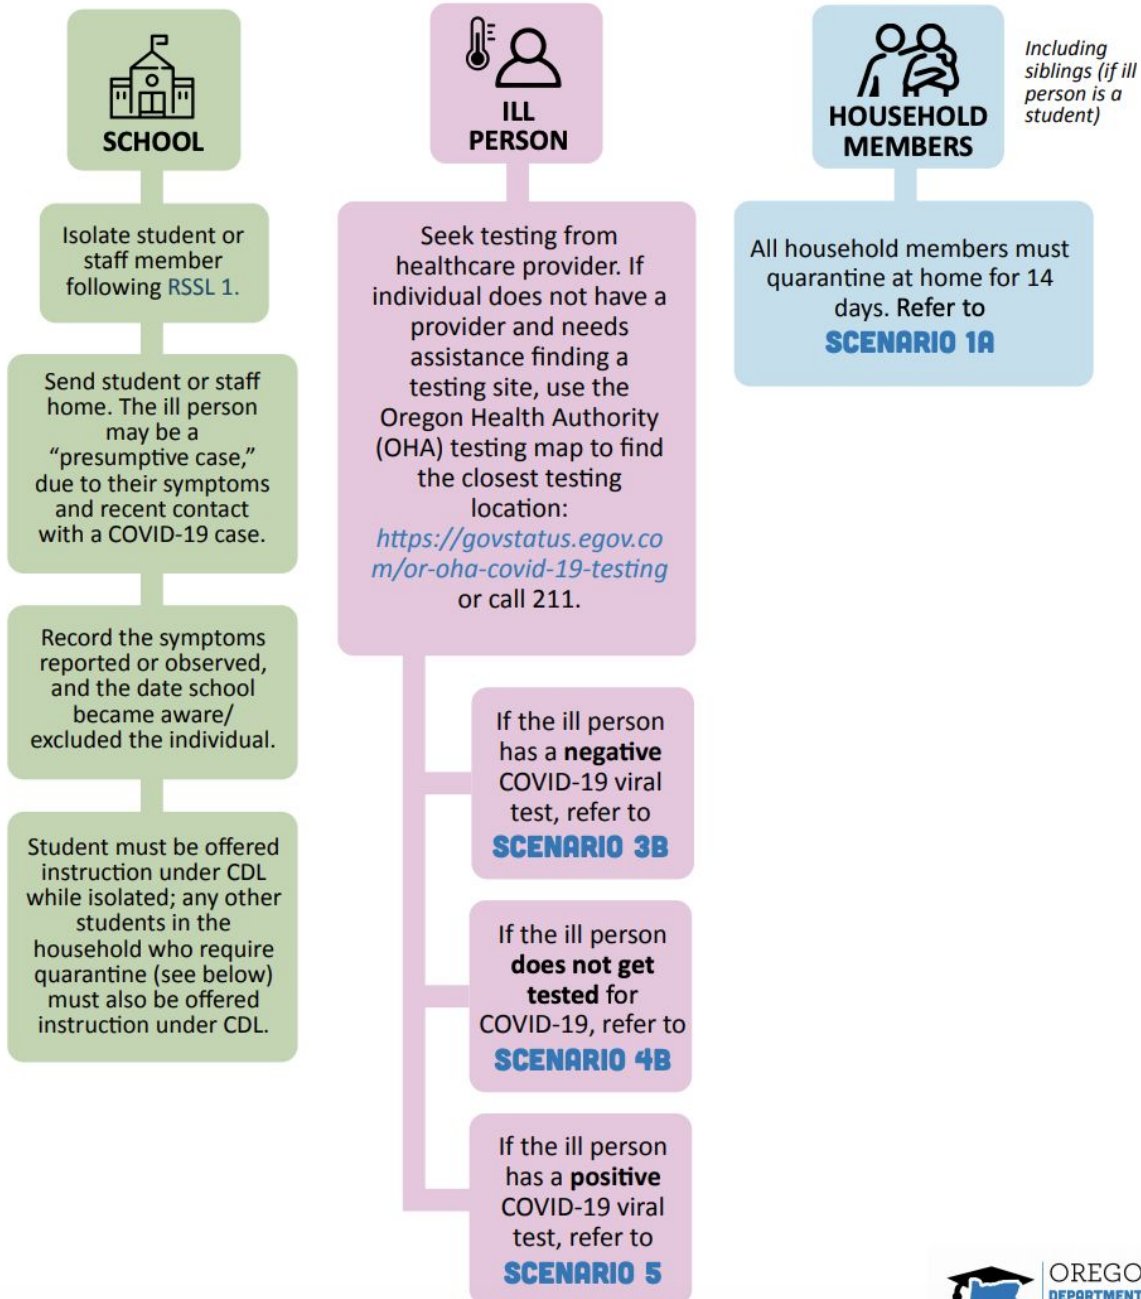 SCHOOL
Isolate student or
staff member
following RSSL 1.
Send student or staff
home. The ill person
may be a
“presumptive case,”
due to their symptoms
and recent contact
with a COVID-19 case.
Record the symptoms
reported or observed,
and the date school
became aware/
excluded the individual.
Student must be offered
instruction under CDL
while isolated; any other
students in the
household who require
quarantine (see below)
must also be offered
instruction under CDL.
ILL
PERSON
Seek testing from
healthcare provider. If
individual does not have a
provider and needs
assistance finding a
testing site, use the
Oregon Health Authority
(OHA) testing map to find
the closest testing
location:
https://govstatus.egov.co
m/or-oha-covid-19-testing
or call 211.
If the ill person
has a negative
COVID-19 viral
test, refer to
SCENARIO 3B
If the ill person
does not get
tested for
COVID-19, refer to
SCENARIO 4B
If the ill person
has a positive
COVID-19 viral
test, refer to
SCENARIO 5
HOUSEHOLD
MEMBERS
Including
siblings (if ill
person is a
student)
All household members must
quarantine at home for 14
days. Refer to
SCENARIO 1A
OREGO
DEPARTMENT